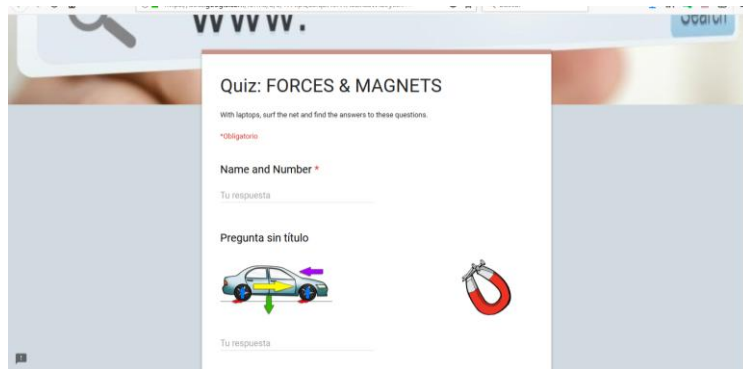 www.
Search
Quiz: FORCES & MAGNETS
With laptops, surf the net and find the answers to these questions.
*Obligatorio
Name and Number *
Tu respuesta
Pregunta sin título
Tu respuesta